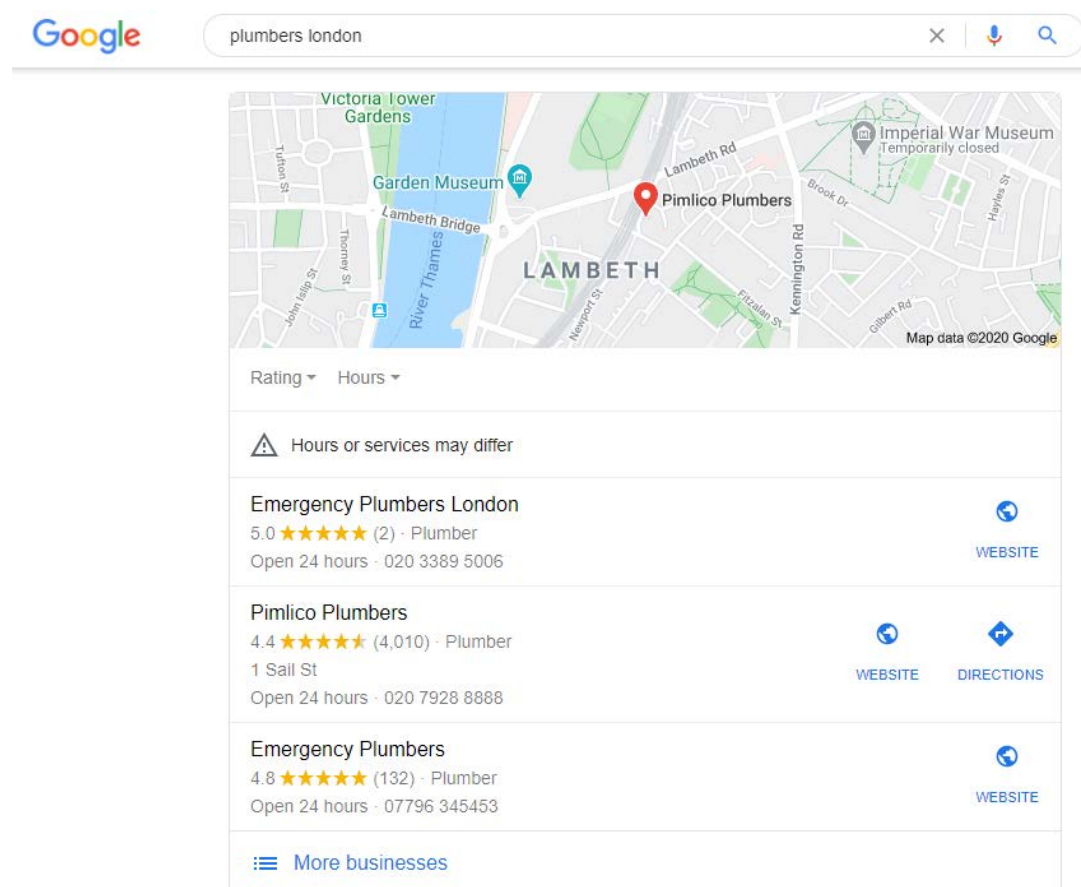 Google
plumbers london
Victoria Tower
Gardens
Imperial War Museum
Temporarily closed
Tufton St
Lambeth Rd
Garden Museum
Pimlico Plumbers
Brook Dr
Hayles St
Lambeth Bridge
Thorney St
LAMBETH
Kennington Rd
River Thames
John Islip St
Newport St
Fitzalan St
Gilbert Rd
Map data ©2020 Google
Rating
Hours
Hours or services may differ
Emergency Plumbers London
5.0 ★★★★★ (2) · Plumber
Open 24 hours · 020 3389 5006
WEBSITE
Pimlico Plumbers
4.4 (4,010) · Plumber
1 Sail St
Open 24 hours · 020 7928 8888
WEBSITE
DIRECTIONS
Emergency Plumbers
4.8 ★★★★★ (132) · Plumber
Open 24 hours · 07796 345453
WEBSITE
More businesses